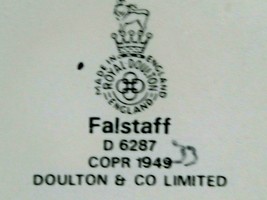 MADE IN ENGLAND
ROYAL DOULTON
ENGLAND
Falstaff
D 6287
COPR 1949
DOULTON & CO LIMITED